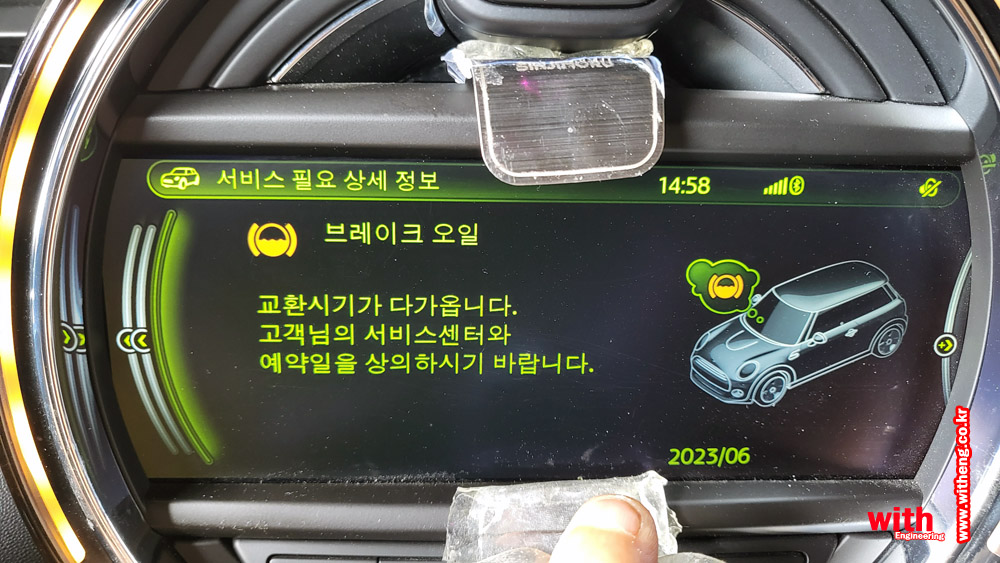 서비스 필요 상세 정보
14:58
브레이크 오일
교환시기가 다가옵니다.
고객님의 서비스센터와
예약일을 상의하시기 바랍니다.
2023/06
with
Engineering
www.witheng.co.kr